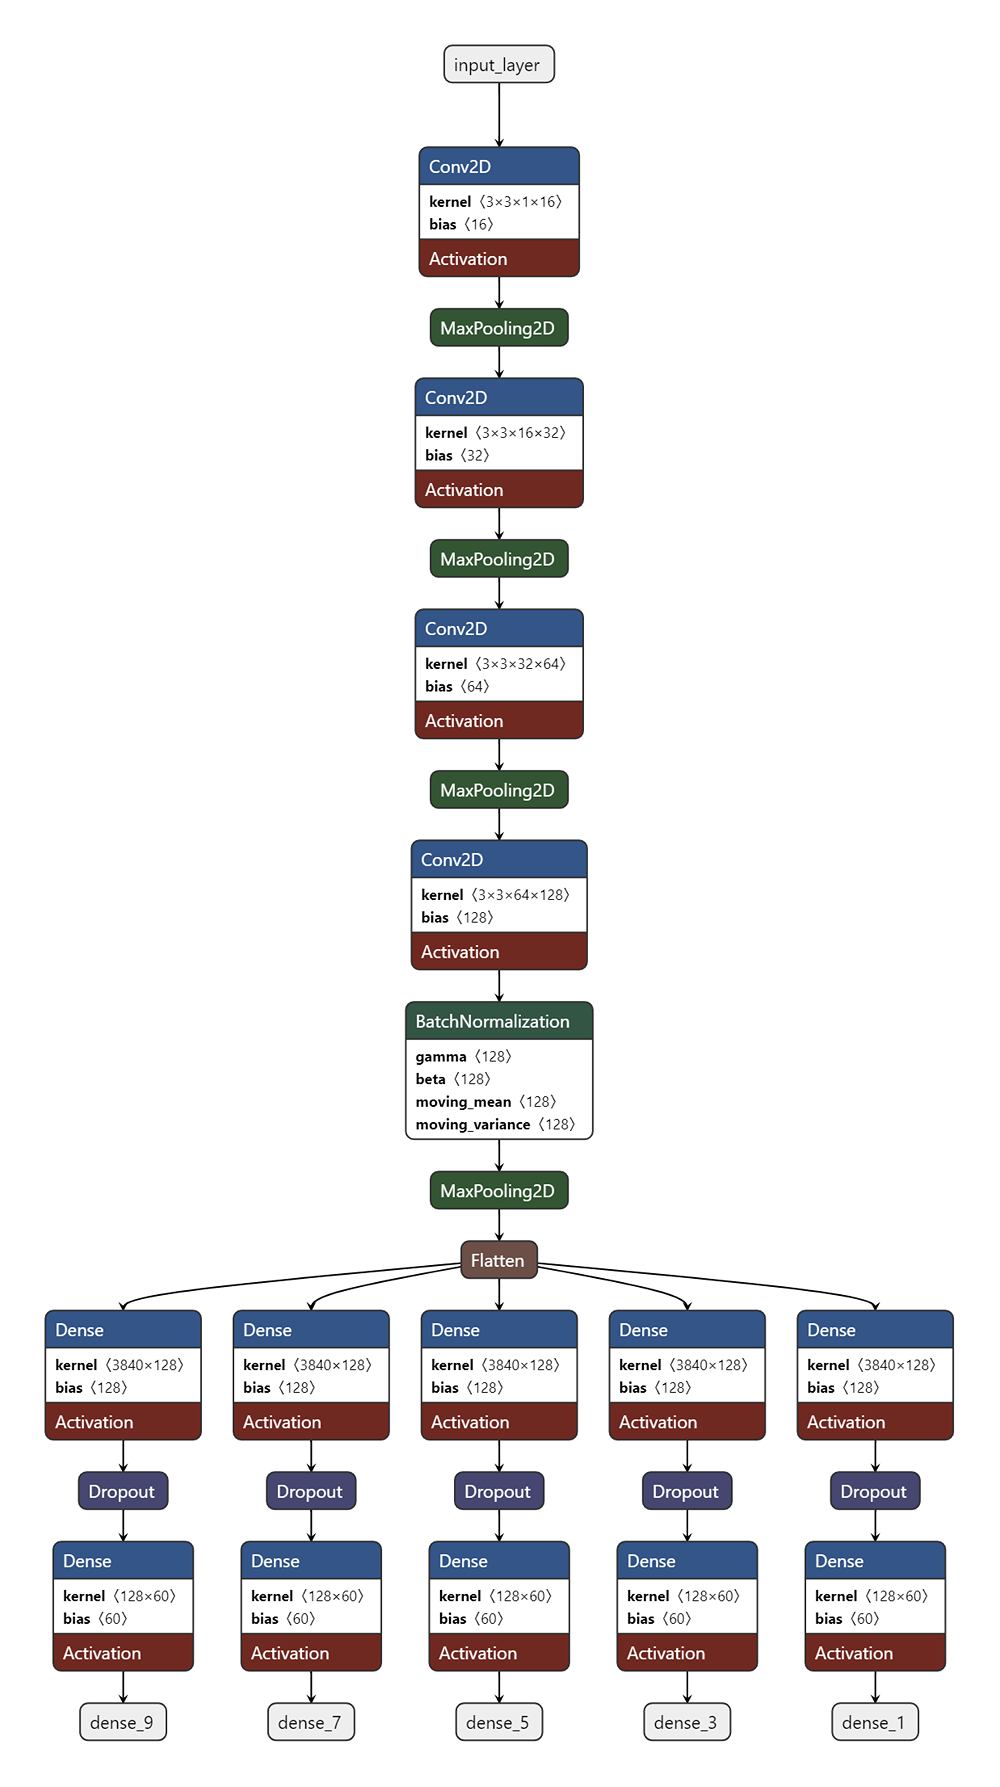 input_layer
Conv2D
kernel〈3×3×1×16〉
bias〈16〉
Activation
MaxPooling2D
Conv2D
kernel〈3×3×16×32〉
bias〈32〉
Activation
MaxPooling2D
Conv2D
kernel〈3×3×32×64〉
bias〈64〉
Activation
MaxPooling2D
Conv2D
kernel〈3×3×64×128〉
bias〈128〉
Activation
BatchNormalization
gamma〈128〉
beta〈128〉
moving_mean〈128〉
moving_variance〈128〉
MaxPooling2D
Flatten
Dense Dense Dense Dense Dense
kernel〈3840×128〉 kernel〈3840×128〉 kernel〈3840×128〉 kernel〈3840×128〉 kernel〈3840×128〉
bias〈128〉 bias〈128〉 bias〈128〉 bias〈128〉 bias〈128〉
Activation Activation Activation Activation Activation
Dropout Dropout Dropout Dropout Dropout
Dense Dense Dense Dense Dense
kernel〈128×60〉 kernel〈128×60〉 kernel〈128×60〉 kernel〈128×60〉 kernel〈128×60〉
bias〈60〉 bias〈60〉 bias〈60〉 bias〈60〉 bias〈60〉
Activation Activation Activation Activation Activation
dense_9 dense_7 dense_5 dense_3 dense_1